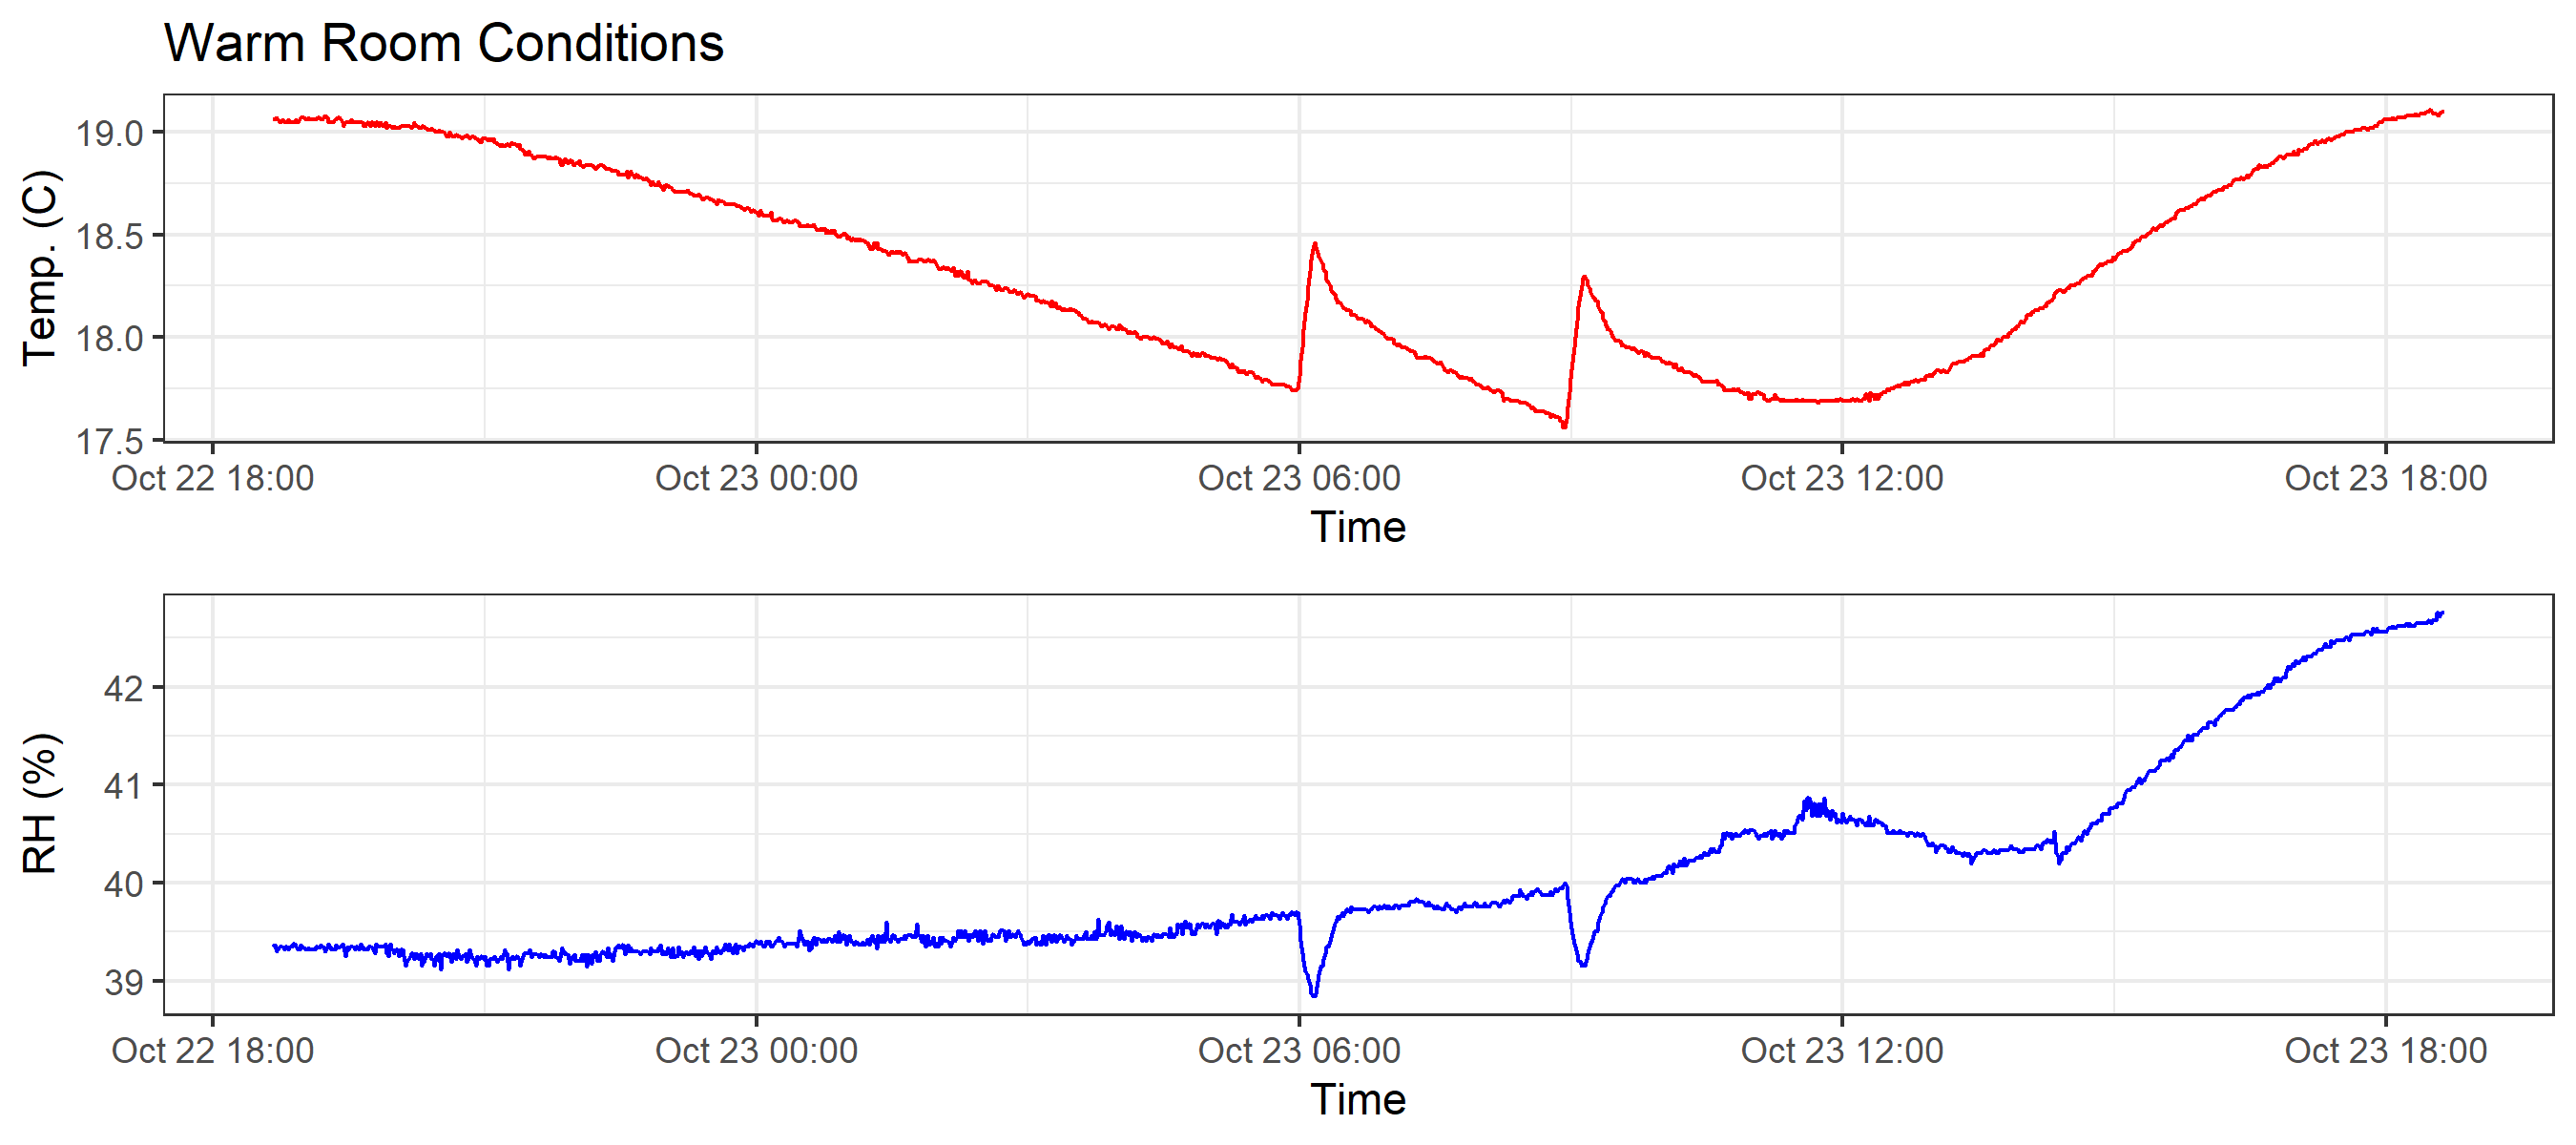 Warm Room Conditions
Temp. (C)
19.0
18.5
18.0
17.5
Oct 22 18:00 Oct 23 00:00 Oct 23 06:00 Oct 23 12:00 Oct 23 18:00
Time
RH (%)
42
41
40
39
Oct 22 18:00 Oct 23 00:00 Oct 23 06:00 Oct 23 12:00 Oct 23 18:00
Time